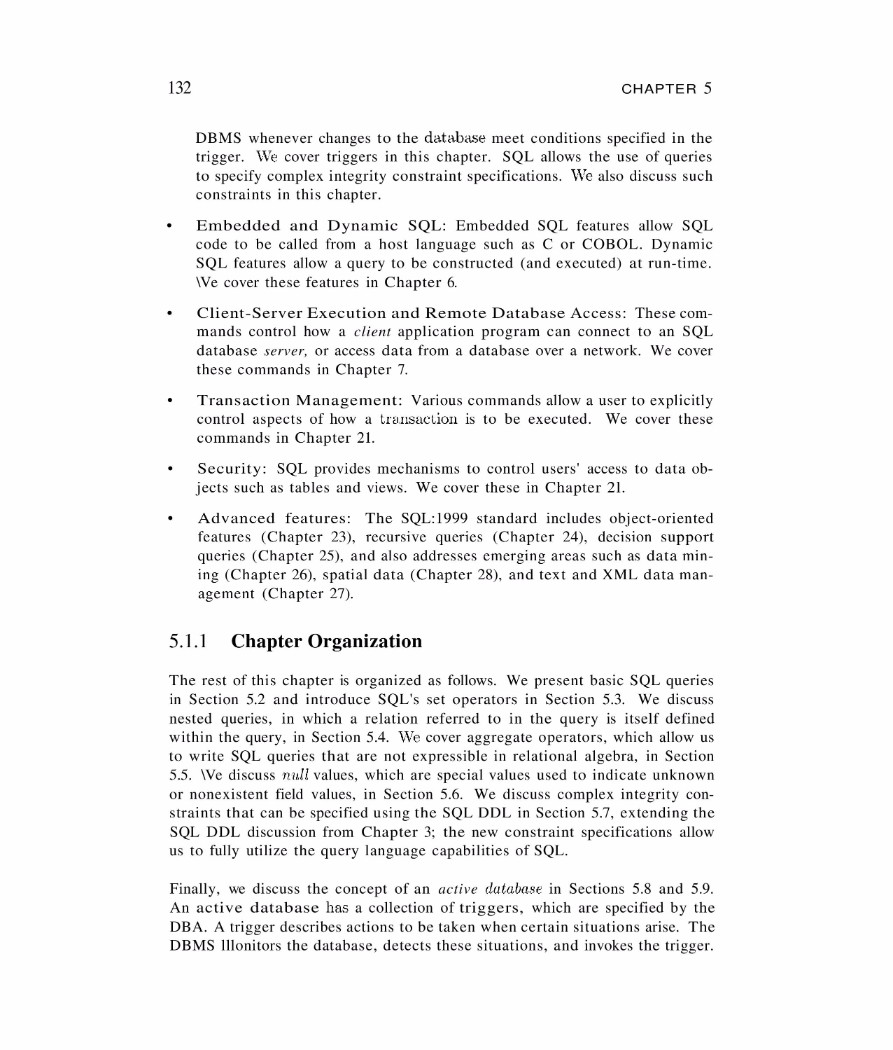 132 CHAPTER 5
DBMS whenever changes to the database meet conditions specified in the
trigger. We cover triggers in this chapter. SQL allows the use of queries
to specify complex integrity constraint specifications. We also discuss such
constraints in this chapter.
• Embedded and Dynamic SQL: Embedded SQL features allow SQL
code to be called from a host language such as C or COBOL. Dynamic
SQL features allow a query to be constructed (and executed) at run-time.
\Ve cover these features in Chapter 6.
• Client-Server Execution and Remote Database Access: These com-
mands control how a client application program can connect to an SQL
database server, or access data from a database over a network. We cover
these commands in Chapter 7.
• Transaction Management: Various commands allow a user to explicitly
control aspects of how a transaction is to be executed. We cover these
commands in Chapter 21.
• Security: SQL provides mechanisms to control users' access to data ob-
jects such as tables and views. We cover these in Chapter 21.
• Advanced features: The SQL:1999 standard includes object-oriented
features (Chapter 23), recursive queries (Chapter 24), decision support
queries (Chapter 25), and also addresses emerging areas such as data min-
ing (Chapter 26), spatial data (Chapter 28), and text and XML data man-
agement (Chapter 27).
5.1.1 Chapter Organization
The rest of this chapter is organized as follows. We present basic SQL queries
in Section 5.2 and introduce SQL's set operators in Section 5.3. We discuss
nested queries, in which a relation referred to in the query is itself defined
within the query, in Section 5.4. We cover aggregate operators, which allow us
to write SQL queries that are not expressible in relational algebra, in Section
5.5. \Ve discuss null values, which are special values used to indicate unknown
or nonexistent field values, in Section 5.6. We discuss complex integrity con-
straints that can be specified using the SQL DDL in Section 5.7, extending the
SQL DDL discussion from Chapter 3; the new constraint specifications allow
us to fully utilize the query language capabilities of SQL.
Finally, we discuss the concept of an active database in Sections 5.8 and 5.9.
An active database has a collection of triggers, which are specified by the
DBA. A trigger describes actions to be taken when certain situations arise. The
DBMS lllonitors the database, detects these situations, and invokes the trigger.